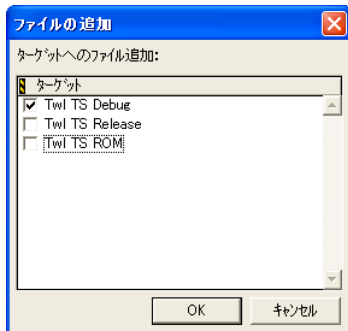 ファイルの追加
ターゲットへのファイル追加:
ターゲット
Twl TS Debug
Twl TS Release
Twl TS ROM
OK
キャンセル